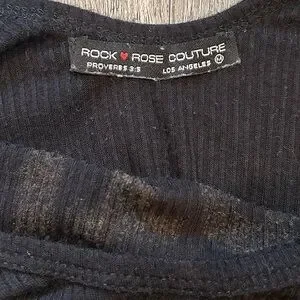 ROCK ♥ ROSE COUTURE
PROVERBS 3:5 LOS ANGELES M